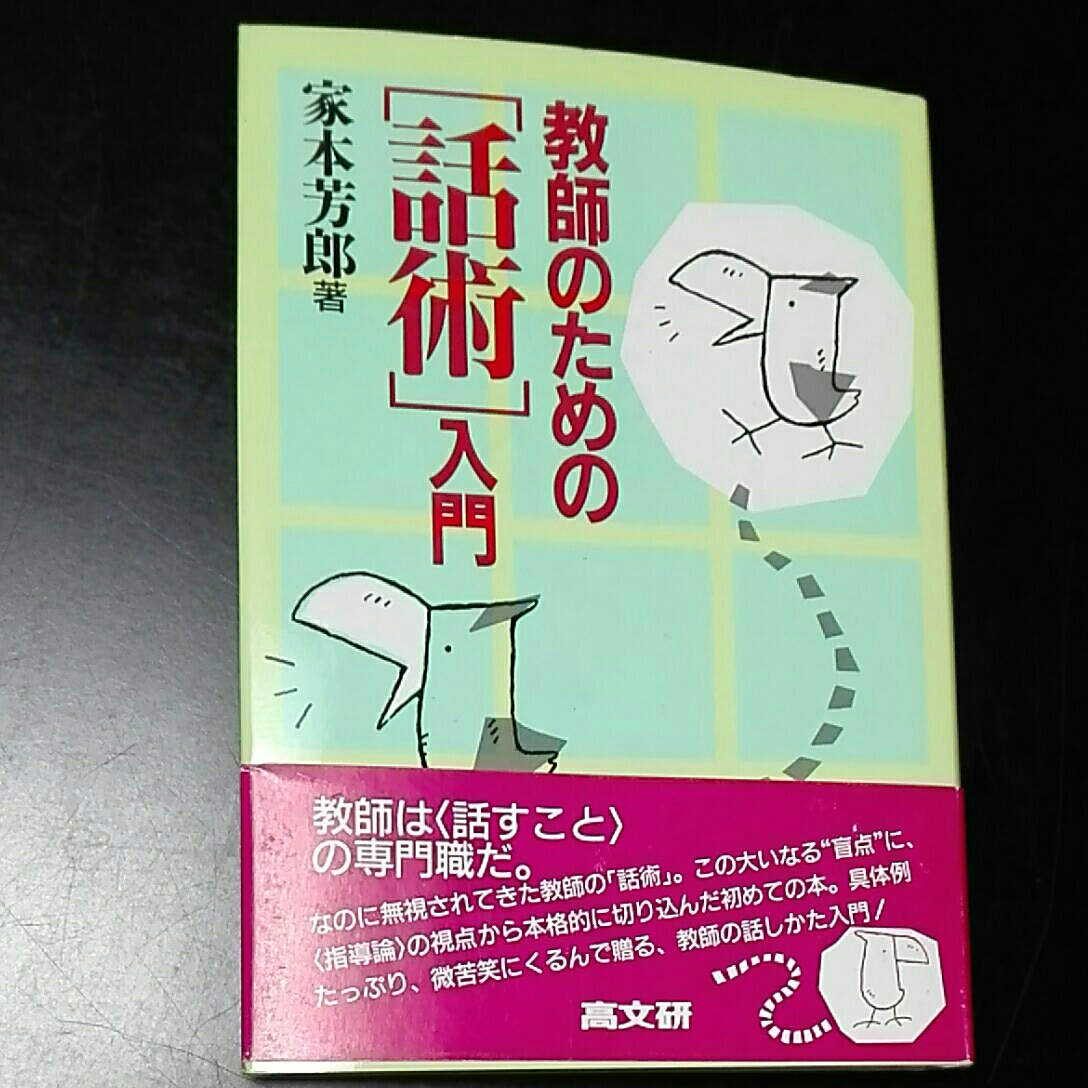 教師のための
［話術］入門
家本芳郎著
教師は〈話すこと〉
の専門職だ。
なのに無視されてきた教師の「話術」。この大いなる“盲点”に、
〈指導論〉の視点から本格的に切り込んだ初めての本。具体例
たっぷり、微苦笑にくるんで贈る、教師の話しかた入門！
高文研